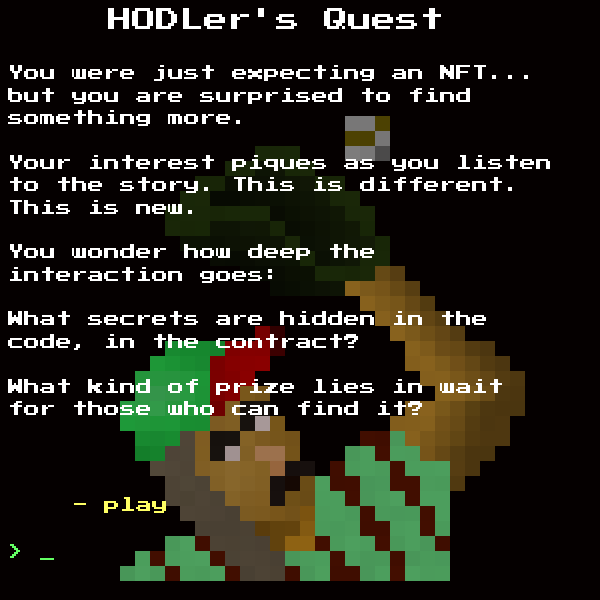 HODLer's Quest
You were just expecting an NFT...
but you are surprised to find
something more.
Your interest piques as you listen
to the story. This is different.
This is new.
You wonder how deep the
interaction goes:
What secrets are hidden in the
code, in the contract?
What kind of prize lies in wait
for those who can find it?
- play
> _